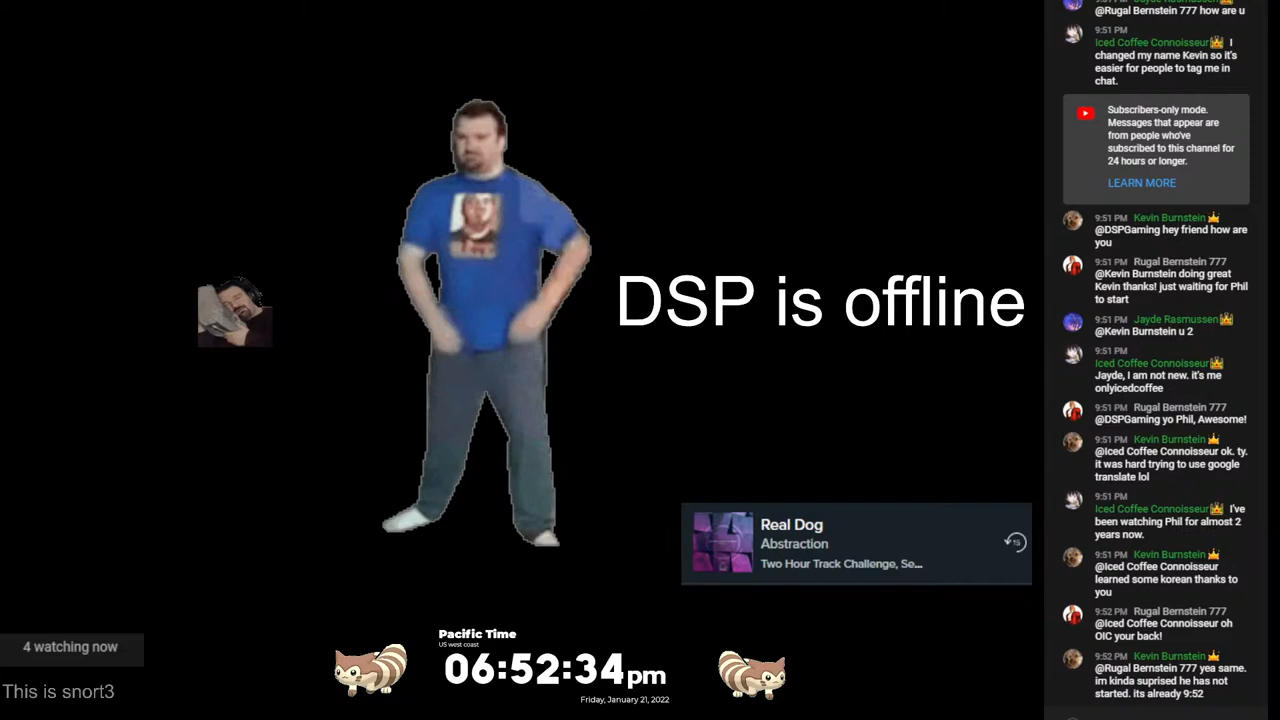 DSP is offline
Real Dog
Abstraction
Two Hour Track Challenge, Se...
15
Pacific Time
US west coast
06:52:34pm
Friday, January 21, 2022
4 watching now
This is snort3
@Rugal Bernstein 777 how are u
9:51 PM
Iced Coffee Connoisseur I
changed my name Kevin so it's
easier for people to tag me in
chat.
Subscribers-only mode.
Messages that appear are
from people who've
subscribed to this channel for
24 hours or longer.
LEARN MORE
9:51 PM Kevin Burnstein
@DSPGaming hey friend how are
you
9:51 PM Rugal Bernstein 777
@Kevin Burnstein doing great
Kevin thanks! just waiting for Phil
to start
9:51 PM Jayde Rasmussen
@Kevin Burnstein u 2
9:51 PM
Iced Coffee Connoisseur
Jayde, I am not new. it's me
onlyicedcoffee
9:51 PM Rugal Bernstein 777
@DSPGaming yo Phil, Awesome!
9:51 PM Kevin Burnstein
@Iced Coffee Connoisseur ok. ty.
it was hard trying to use google
translate lol
9:51 PM
Iced Coffee Connoisseur I've
been watching Phil for almost 2
years now.
9:51 PM Kevin Burnstein
@Iced Coffee Connoisseur
learned some korean thanks to
you
9:52 PM Rugal Bernstein 777
@Iced Coffee Connoisseur oh
OIC your back!
9:52 PM Kevin Burnstein
@Rugal Bernstein 777 yea same.
im kinda suprised he has not
started. its already 9:52